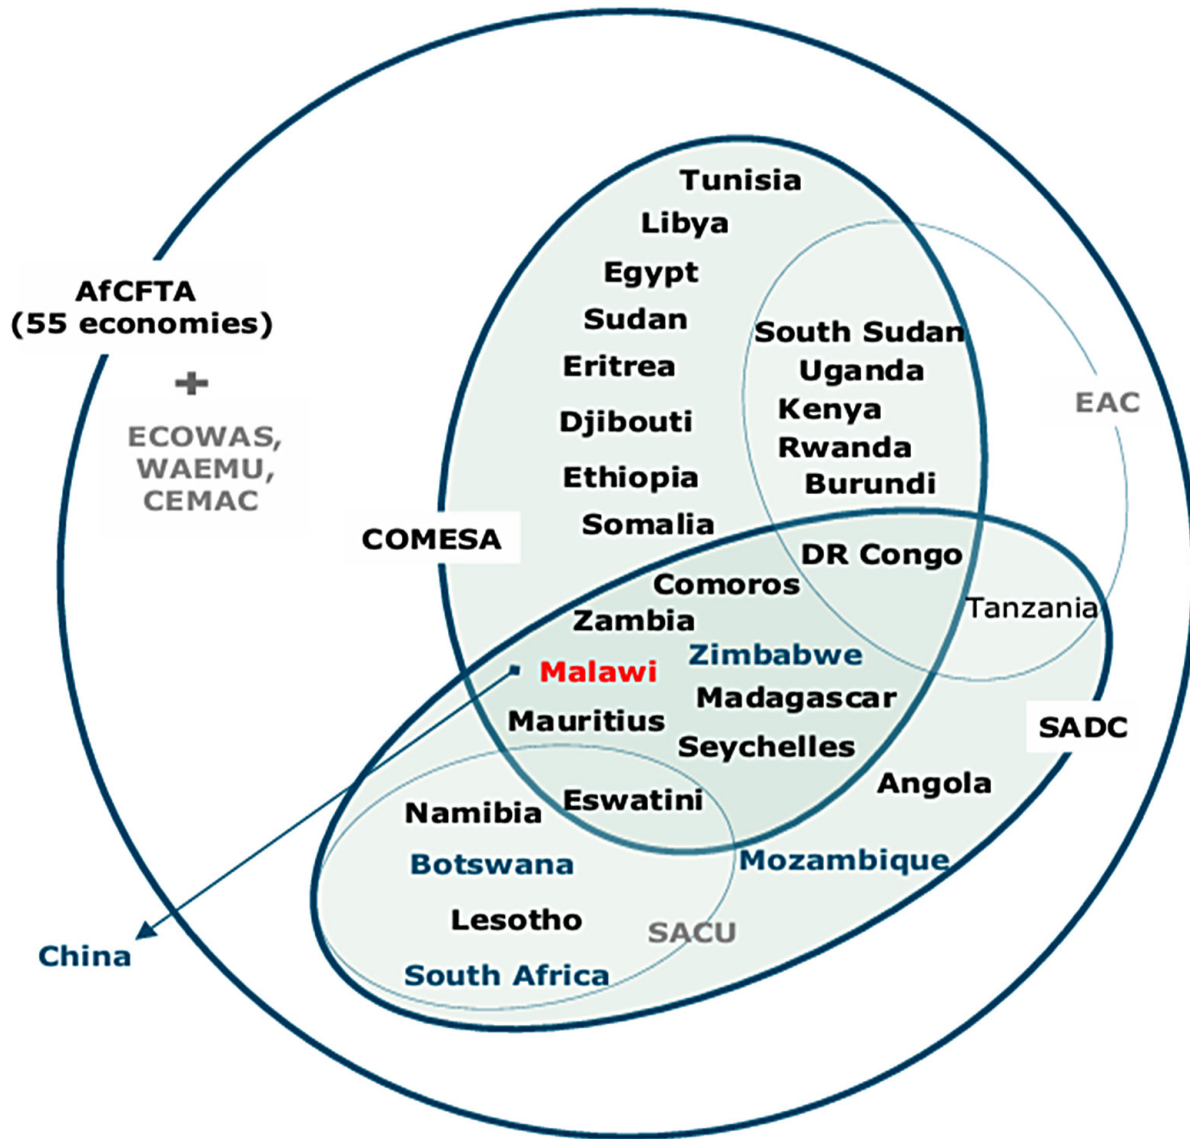 Tunisia
Libya
Egypt
AfCFTA
(55 economies)
Sudan
South Sudan
Eritrea
Uganda
EAC
Kenya
Djibouti
ECOWAS,
WAEMU,
CEMAC
Rwanda
Ethiopia
Burundi
Somalia
COMESA
DR Congo
Comoros
Tanzania
Zambia
Zimbabwe
Malawi
Madagascar
Mauritius
SADC
Seychelles
Angola
Eswatini
Namibia
Botswana
Mozambique
Lesotho
SACU
China
South Africa